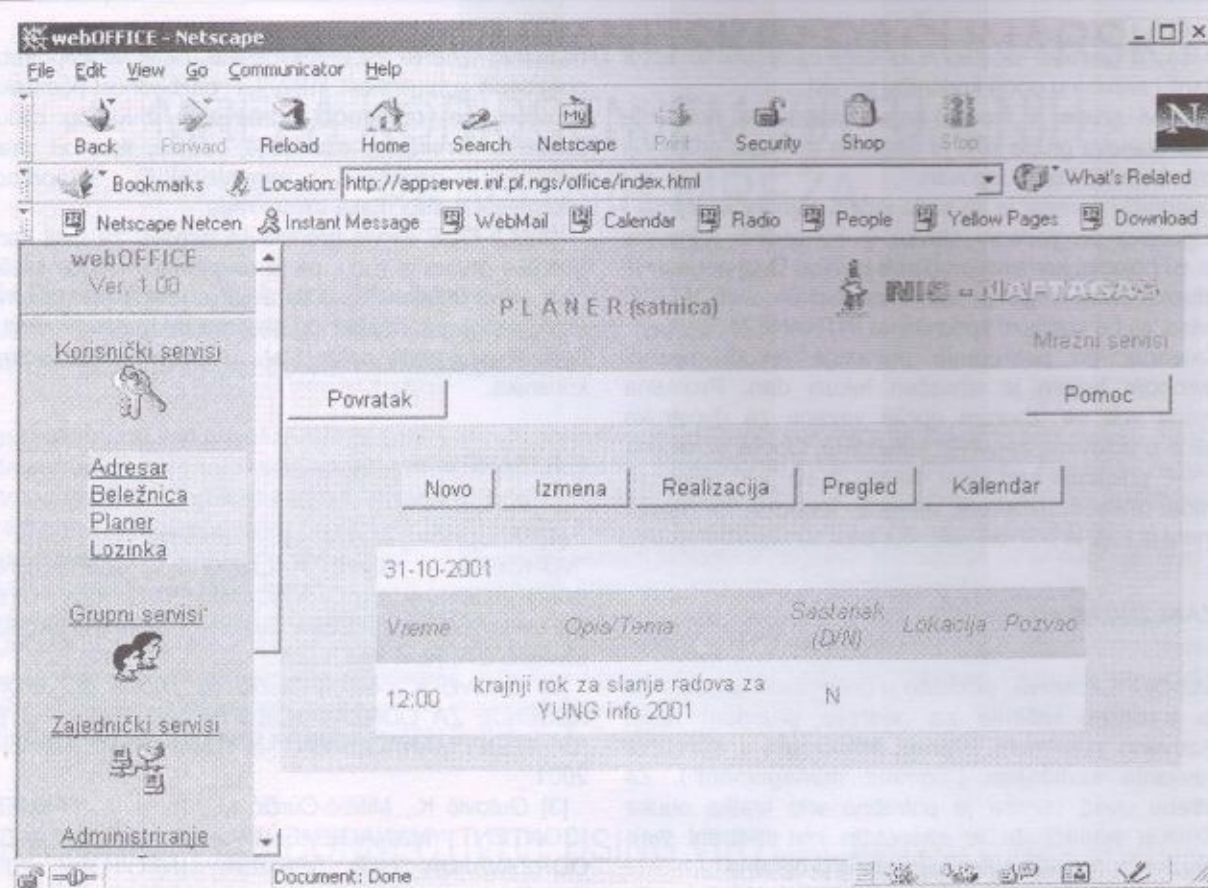 webOFFICE - Netscape
File Edit View Go Communicator Help
Back Forward Reload Home Search Netscape Print Security Shop Stop
Bookmarks Location: http://appserver.inf.pf.ngs/office/index.html What's Related
Netscape Netcen Instant Message WebMail Calendar Radio People Yellow Pages Download
webOFFICE
Ver. 1.00
Korisnički servisi
Adresar
Beležnica
Planer
Lozinka
Grupni servisi
Zajednički servisi
Administriranje
P L A N E R (satnica)
NIS - NAFTAGAS
Mrežni servisi
Povratak Pomoc
Novo Izmena Realizacija Pregled Kalendar
31-10-2001
Vreme Opis/Tema Sastanak (D/N) Lokacija Pozvao
12:00 krajnji rok za slanje radova za N
YUNG info 2001
Document: Done